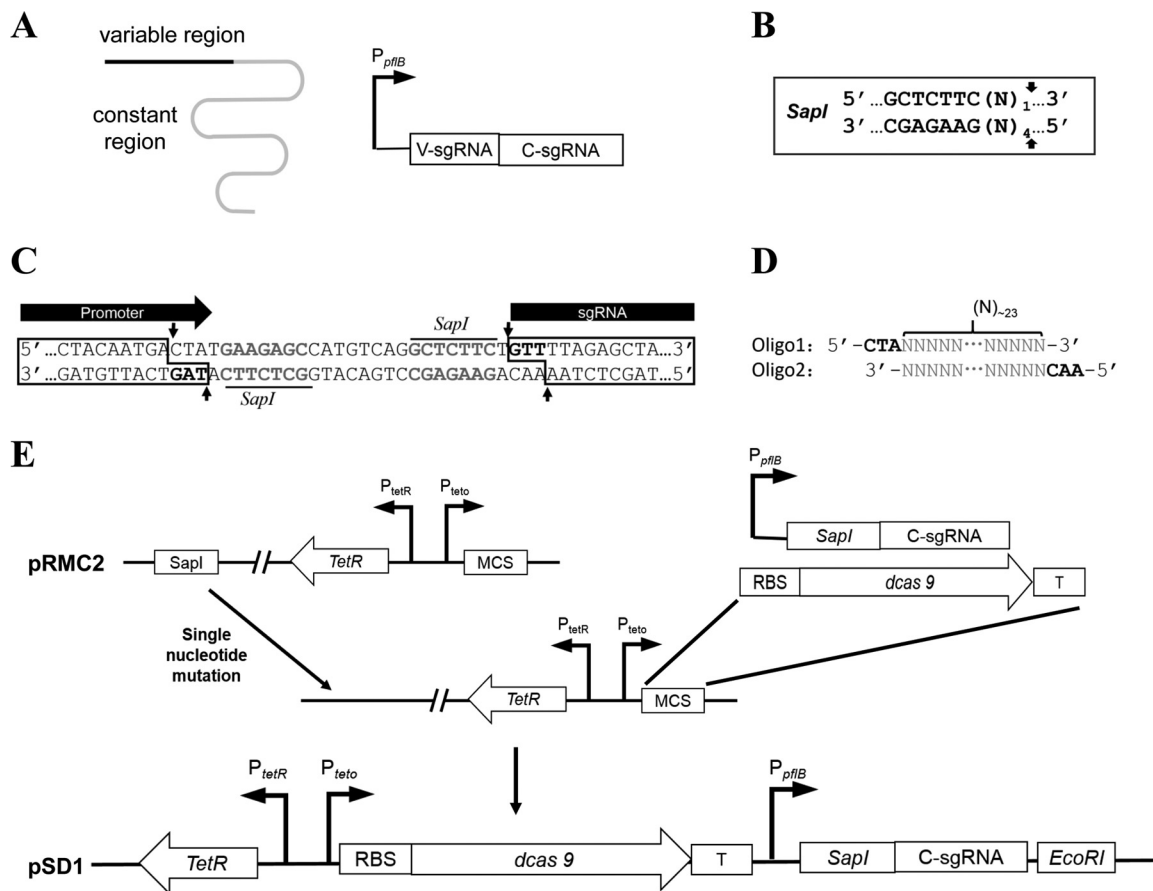 A
variable region
constant
region
PpflB
V-sgRNA C-sgRNA
B
SapI 5′ …GCTCTTC(N)1…3′
3′ …CGAGAAG(N)4…5′
C
Promoter SapI sgRNA
5′…CTACAATGACTATGAAGAGCCATGTCAGGCTCTTCTGTTTTAGAGCTA…3′
3′…GATGTTACTGATACTTCTCGGTACAGTCCGAGAAGACAAAATCTCGAT…5′
SapI
D
(N)~23
Oligo1: 5′-CTANNNNN…NNNNN-3′
Oligo2: 3′-NNNNN…NNNNNCAA-5′
E
PpflB
PtetR Pteto
SapI C-sgRNA
pRMC2 SapI TetR MCS
RBS dcas 9 T
Single
nucleotide
mutation
PtetR Pteto
TetR MCS
PtetR Pteto PpflB
pSD1 TetR RBS dcas 9 T SapI C-sgRNA EcoRI